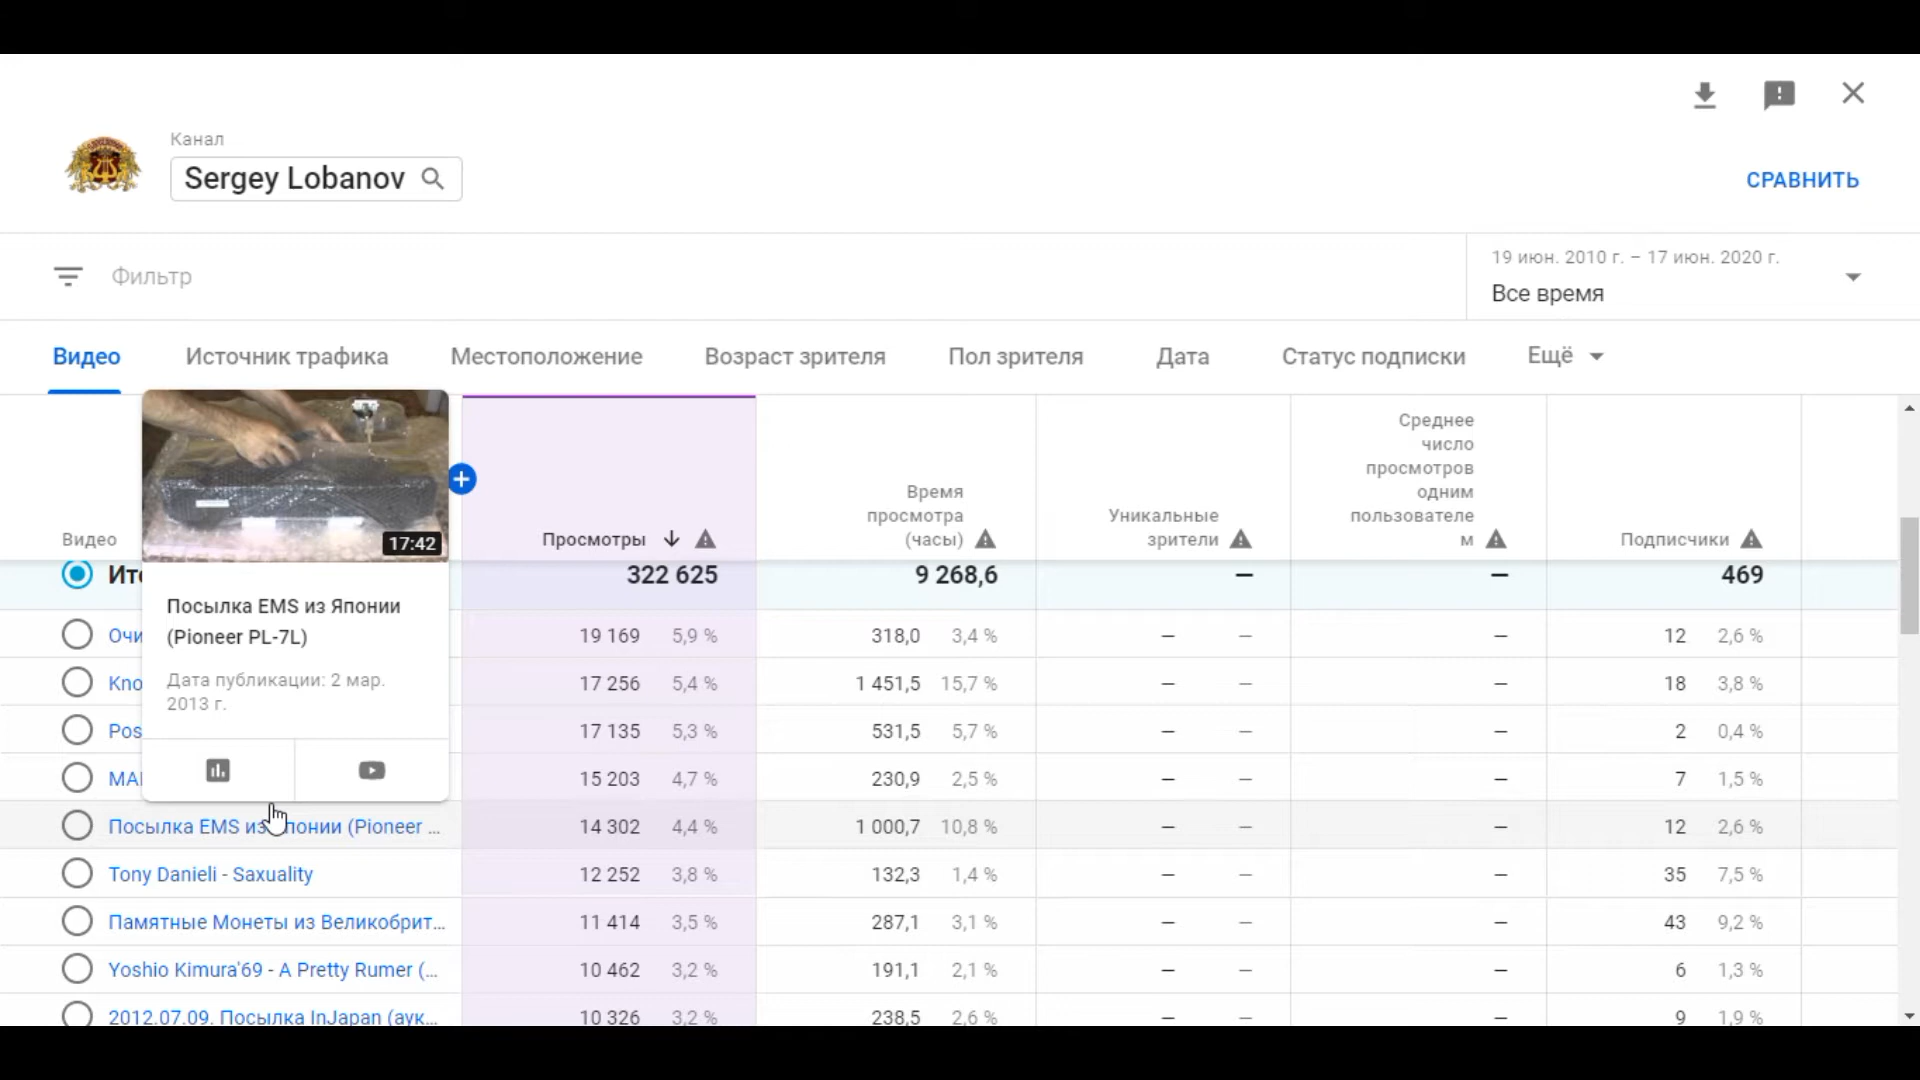 Канал
Sergey Lobanov
СРАВНИТЬ
Фильтр
19 июн. 2010 г. – 17 июн. 2020 г.
Все время
Видео Источник трафика Местоположение Возраст зрителя Пол зрителя Дата Статус подписки Ещё
17:42
Посылка EMS из Японии
(Pioneer PL-7L)
Дата публикации: 2 мар.
2013 г.
Видео
Просмотры
Время
просмотра
(часы)
Уникальные
зрители
Среднее
число
просмотров
одним
пользователе
м
Подписчики
Ито 322 625 9 268,6 – – 469
Очи 19 169 5,9 % 318,0 3,4 % – – – 12 2,6 %
Kno 17 256 5,4 % 1 451,5 15,7 % – – – 18 3,8 %
Pos 17 135 5,3 % 531,5 5,7 % – – – 2 0,4 %
15 203 4,7 % 230,9 2,5 % – – – 7 1,5 %
Посылка EMS из Японии (Pioneer ... 14 302 4,4 % 1 000,7 10,8 % – – – 12 2,6 %
Tony Danieli - Saxuality 12 252 3,8 % 132,3 1,4 % – – – 35 7,5 %
Памятные Монеты из Великобрит... 11 414 3,5 % 287,1 3,1 % – – – 43 9,2 %
Yoshio Kimura'69 - A Pretty Rumer (... 10 462 3,2 % 191,1 2,1 % – – – 6 1,3 %
2012.07.09. Посылка InJapan (аук... 10 326 3,2 % 238,5 2,6 % – – – 9 1,9 %